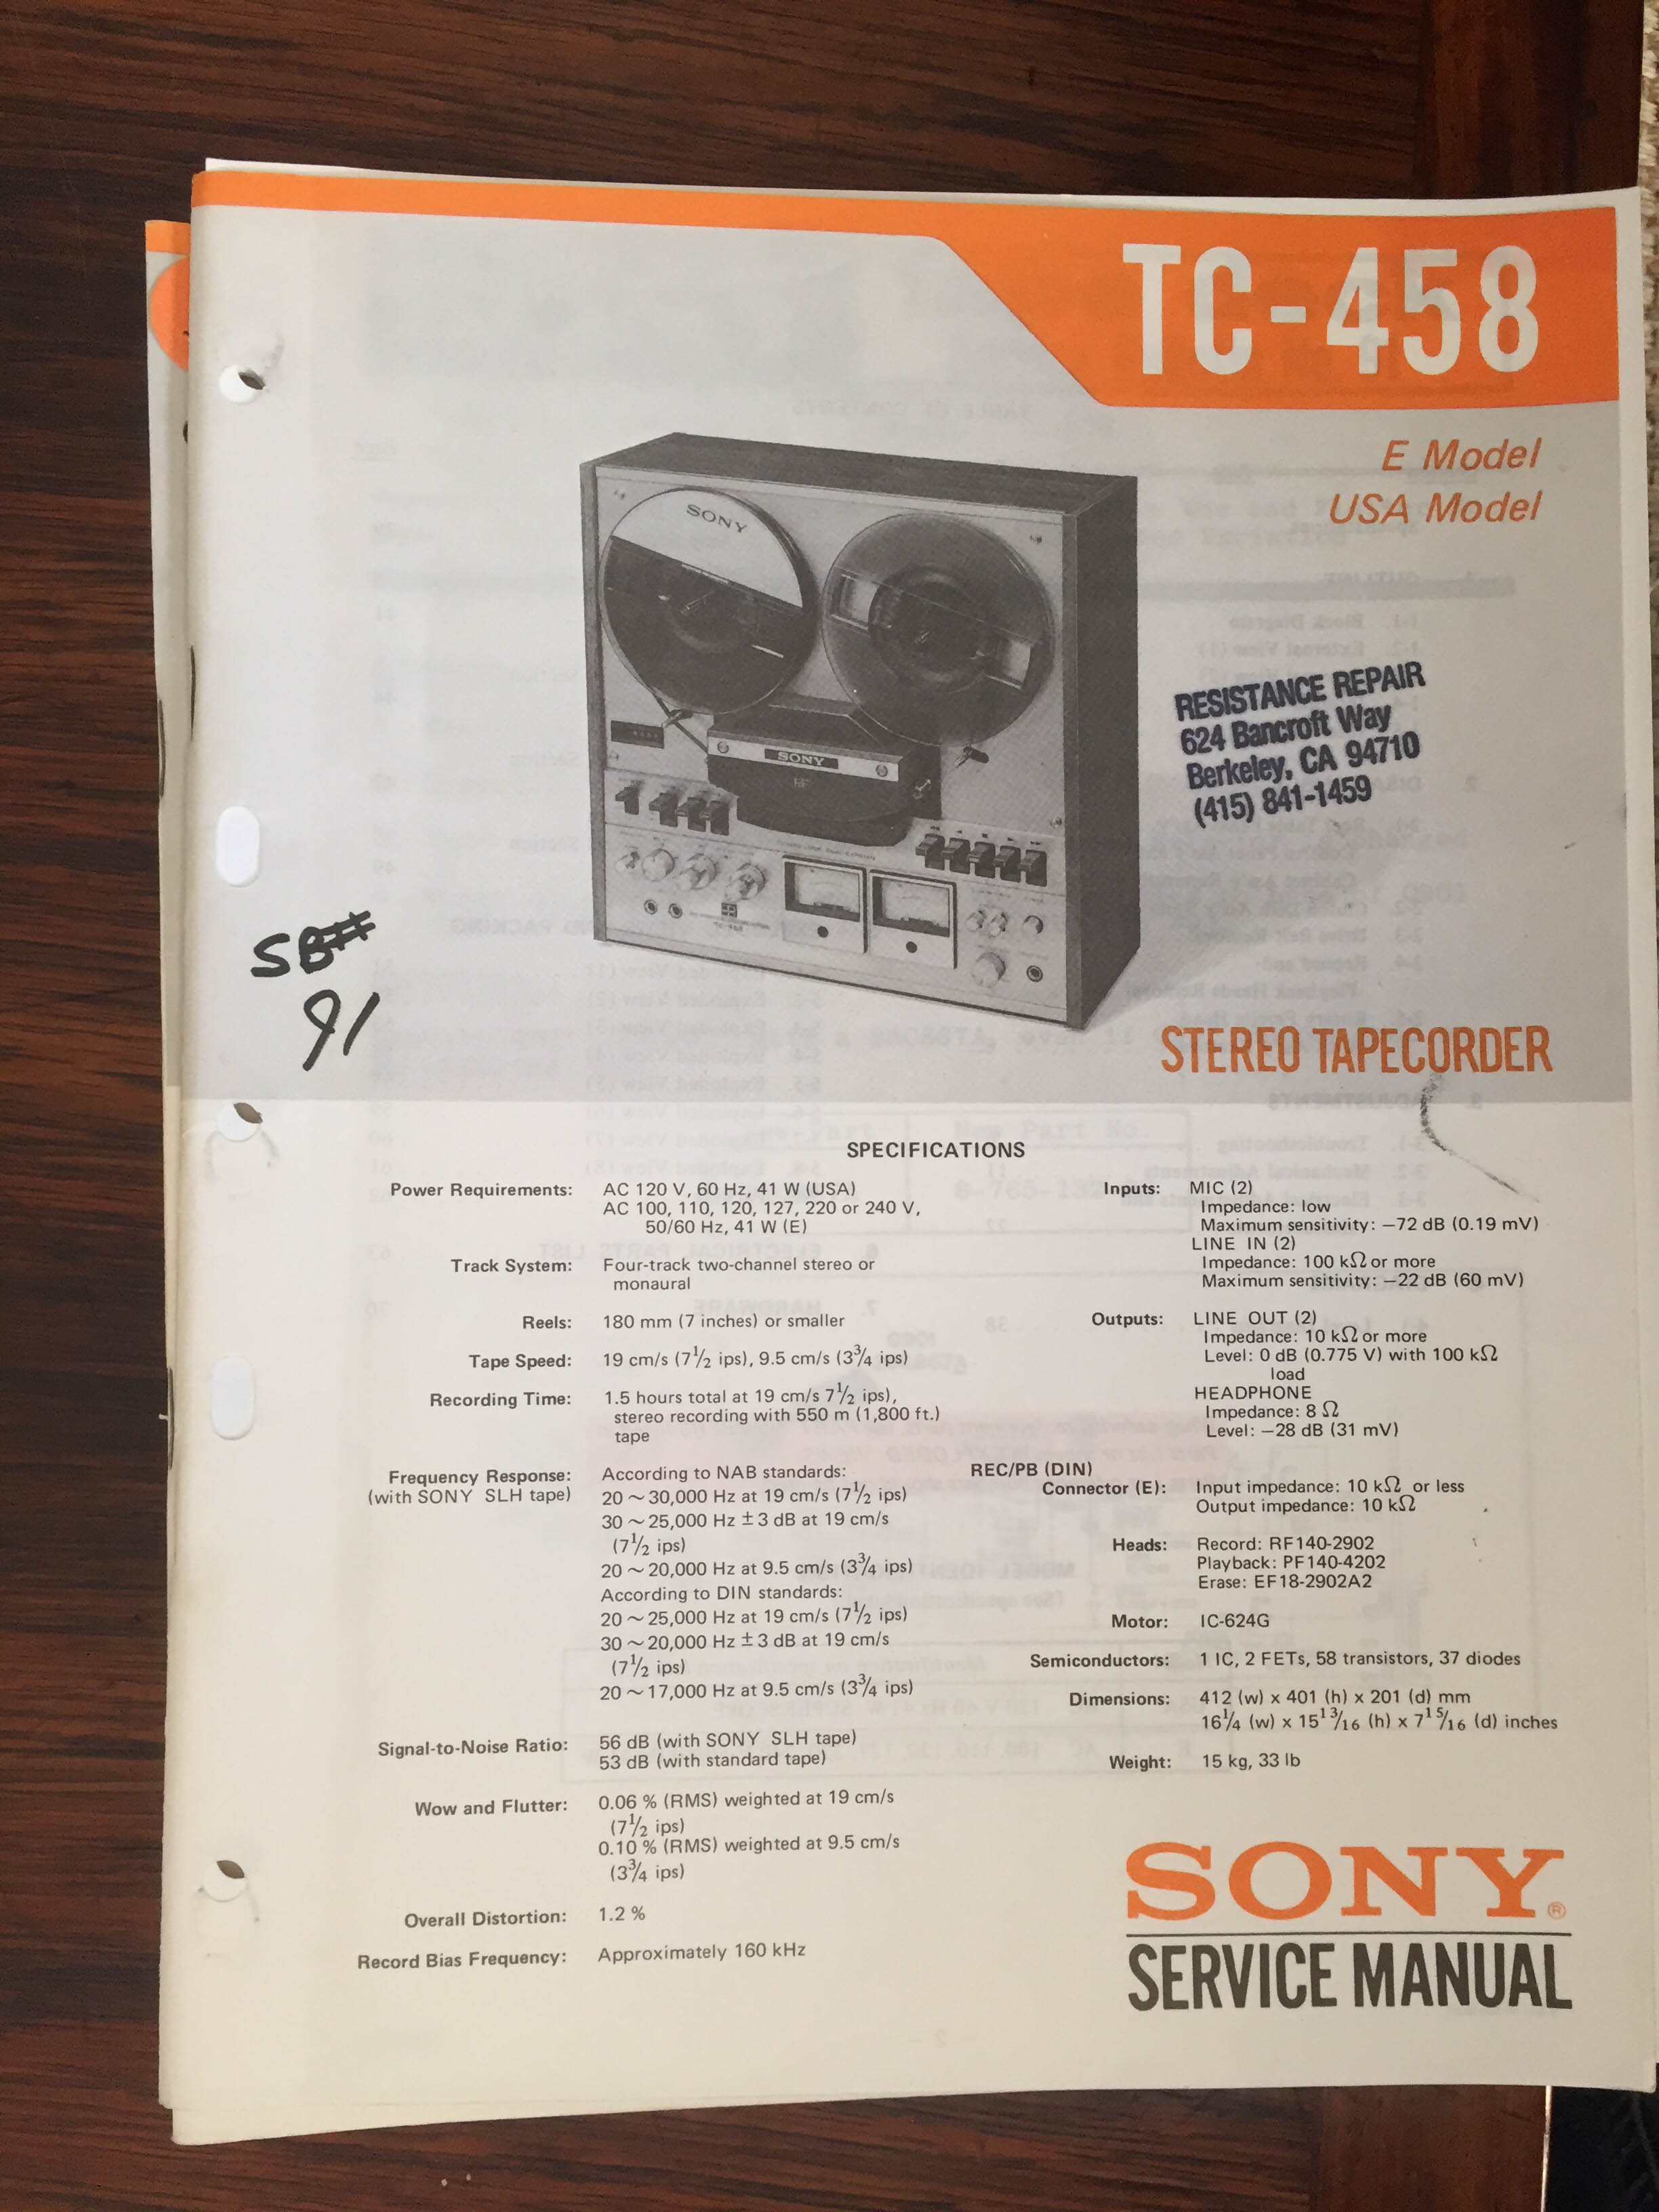 TC-458
E Model
USA Model
SONY
SONY
RESISTANCE REPAIR
624 Bancroft Way
Berkeley, CA 94710
(415) 841-1459
SB#
91
STEREO TAPECORDER
SPECIFICATIONS
Power Requirements: AC 120 V, 60 Hz, 41 W (USA)
AC 100, 110, 120, 127, 220 or 240 V,
50/60 Hz, 41 W (E)
Track System: Four-track two-channel stereo or
monaural
Reels: 180 mm (7 inches) or smaller
Tape Speed: 19 cm/s (7½ ips), 9.5 cm/s (3¾ ips)
Recording Time: 1.5 hours total at 19 cm/s 7½ ips),
stereo recording with 550 m (1,800 ft.)
tape
Frequency Response: According to NAB standards:
(with SONY SLH tape) 20 ~ 30,000 Hz at 19 cm/s (7½ ips)
30 ~ 25,000 Hz ± 3 dB at 19 cm/s
(7½ ips)
20 ~ 20,000 Hz at 9.5 cm/s (3¾ ips)
According to DIN standards:
20 ~ 25,000 Hz at 19 cm/s (7½ ips)
30 ~ 20,000 Hz ± 3 dB at 19 cm/s
(7½ ips)
20 ~ 17,000 Hz at 9.5 cm/s (3¾ ips)
Signal-to-Noise Ratio: 56 dB (with SONY SLH tape)
53 dB (with standard tape)
Wow and Flutter: 0.06 % (RMS) weighted at 19 cm/s
(7½ ips)
0.10 % (RMS) weighted at 9.5 cm/s
(3¾ ips)
Overall Distortion: 1.2 %
Record Bias Frequency: Approximately 160 kHz
Inputs: MIC (2)
Impedance: low
Maximum sensitivity: −72 dB (0.19 mV)
LINE IN (2)
Impedance: 100 kΩ or more
Maximum sensitivity: −22 dB (60 mV)
Outputs: LINE OUT (2)
Impedance: 10 kΩ or more
Level: 0 dB (0.775 V) with 100 kΩ
load
HEADPHONE
Impedance: 8 Ω
Level: −28 dB (31 mV)
REC/PB (DIN)
Connector (E): Input impedance: 10 kΩ or less
Output impedance: 10 kΩ
Heads: Record: RF140-2902
Playback: PF140-4202
Erase: EF18-2902A2
Motor: IC-624G
Semiconductors: 1 IC, 2 FETs, 58 transistors, 37 diodes
Dimensions: 412 (w) x 401 (h) x 201 (d) mm
16¼ (w) x 15 13/16 (h) x 7 15/16 (d) inches
Weight: 15 kg, 33 lb
SONY®
SERVICE MANUAL